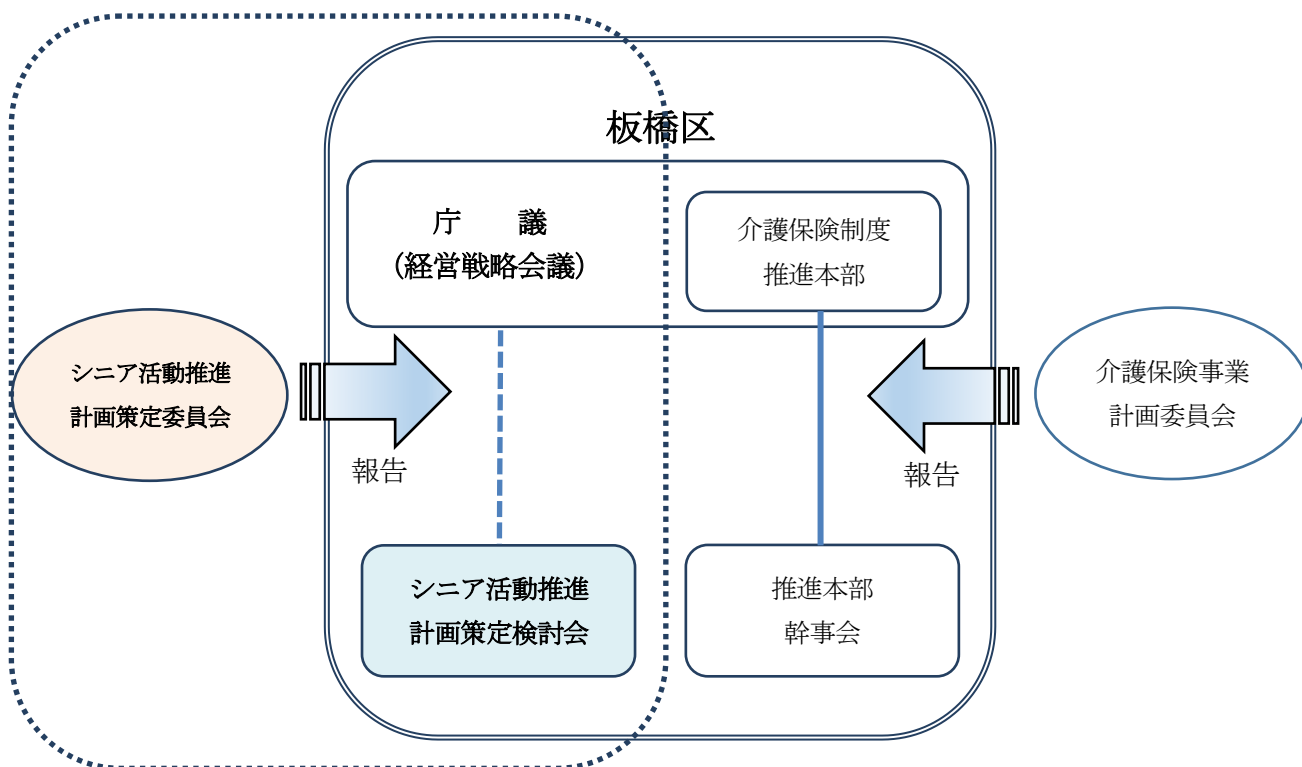 板橋区
庁　　議
（経営戦略会議）
介護保険制度
推進本部
シニア活動推進
計画策定委員会
報告
介護保険事業
計画委員会
報告
シニア活動推進
計画策定検討会
推進本部
幹事会